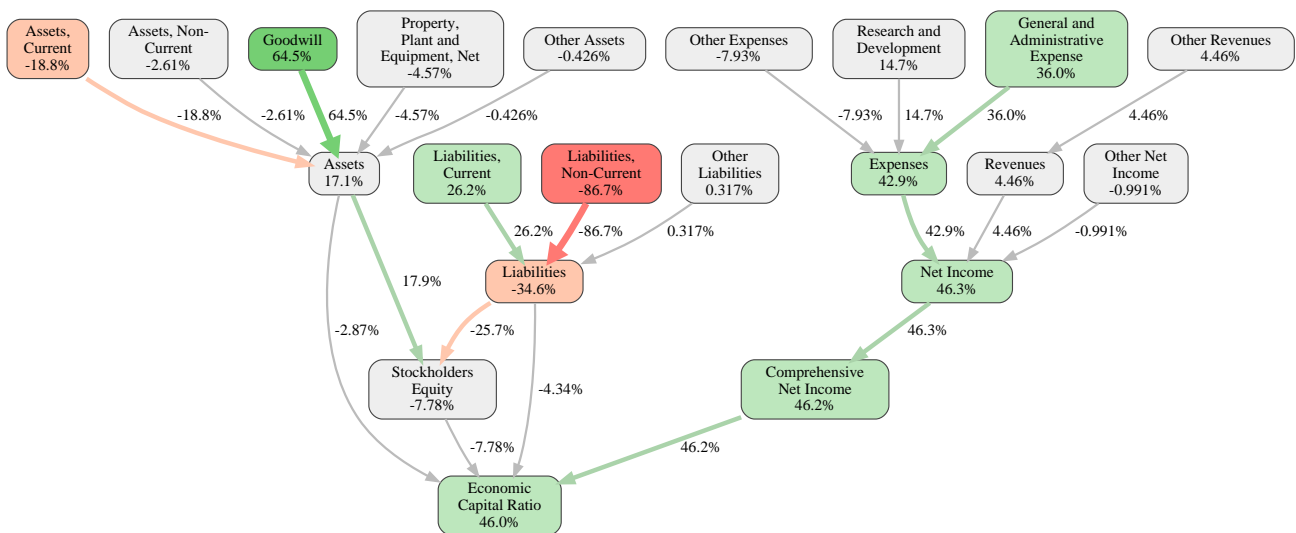 Assets,
Current
-18.8%
Assets, Non-
Current
-2.61%
Goodwill
64.5%
Property,
Plant and
Equipment, Net
-4.57%
Other Assets
-0.426%
Other Expenses
-7.93%
Research and
Development
14.7%
General and
Administrative
Expense
36.0%
Other Revenues
4.46%
-18.8%
-2.61%
64.5%
-4.57%
-0.426%
-7.93%
14.7%
36.0%
4.46%
Assets
17.1%
Liabilities,
Current
26.2%
Liabilities,
Non-Current
-86.7%
Other
Liabilities
0.317%
Expenses
42.9%
Revenues
4.46%
Other Net
Income
-0.991%
26.2%
-86.7%
0.317%
42.9%
4.46%
-0.991%
Liabilities
-34.6%
Net Income
46.3%
17.9%
-2.87%
-25.7%
46.3%
Stockholders
Equity
-7.78%
-4.34%
Comprehensive
Net Income
46.2%
-7.78%
46.2%
Economic
Capital Ratio
46.0%